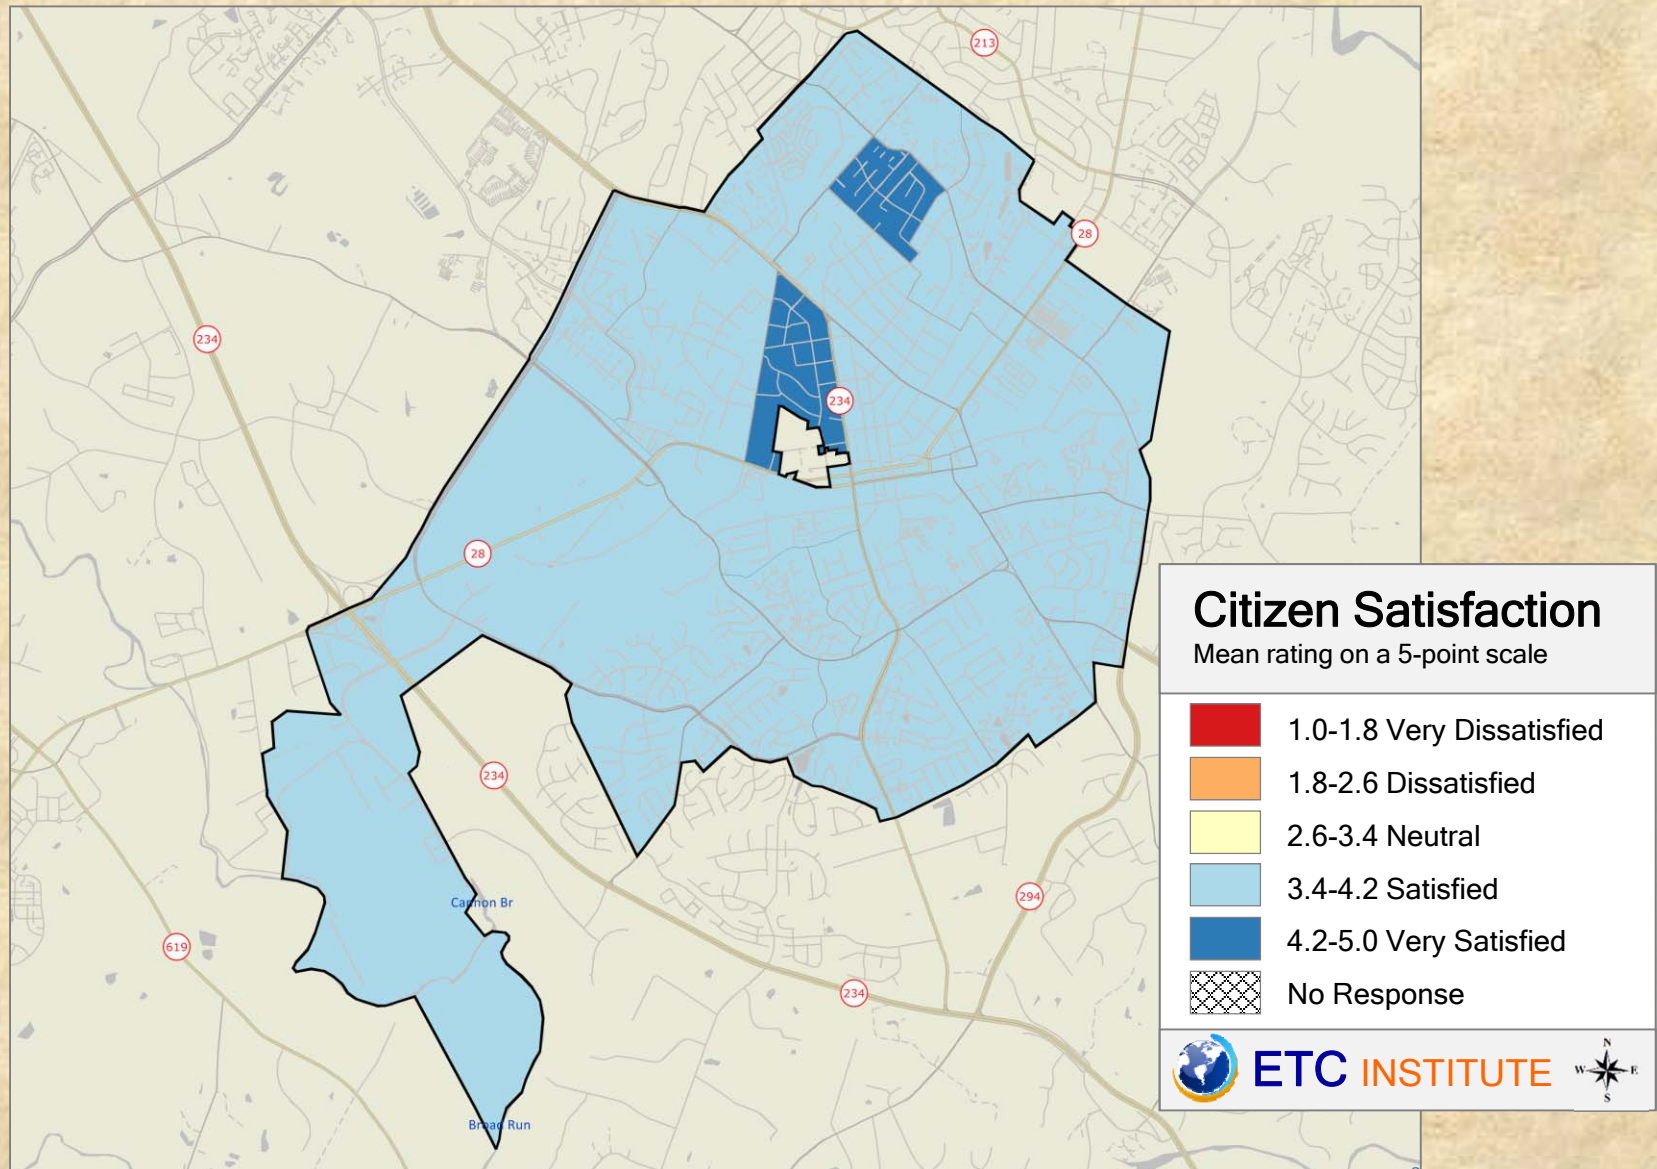 213
28
234
234
28
234
Cannon Br
294
619
234
Broad Run
Citizen Satisfaction
Mean rating on a 5-point scale
1.0-1.8 Very Dissatisfied
1.8-2.6 Dissatisfied
2.6-3.4 Neutral
3.4-4.2 Satisfied
4.2-5.0 Very Satisfied
No Response
ETC INSTITUTE
N
W E
S